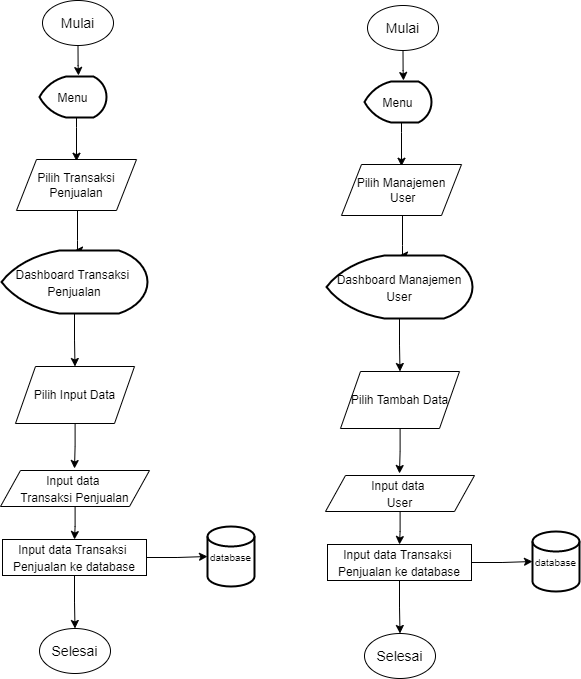 Mulai
Menu
Pilih Transaksi
Penjualan
Dashboard Transaksi
Penjualan
Pilih Input Data
Input data
Transaksi Penjualan
Input data Transaksi
Penjualan ke database
database
Selesai
Mulai
Menu
Pilih Manajemen
User
Dashboard Manajemen
User
Pilih Tambah Data
Input data
User
Input data Transaksi
Penjualan ke database
database
Selesai